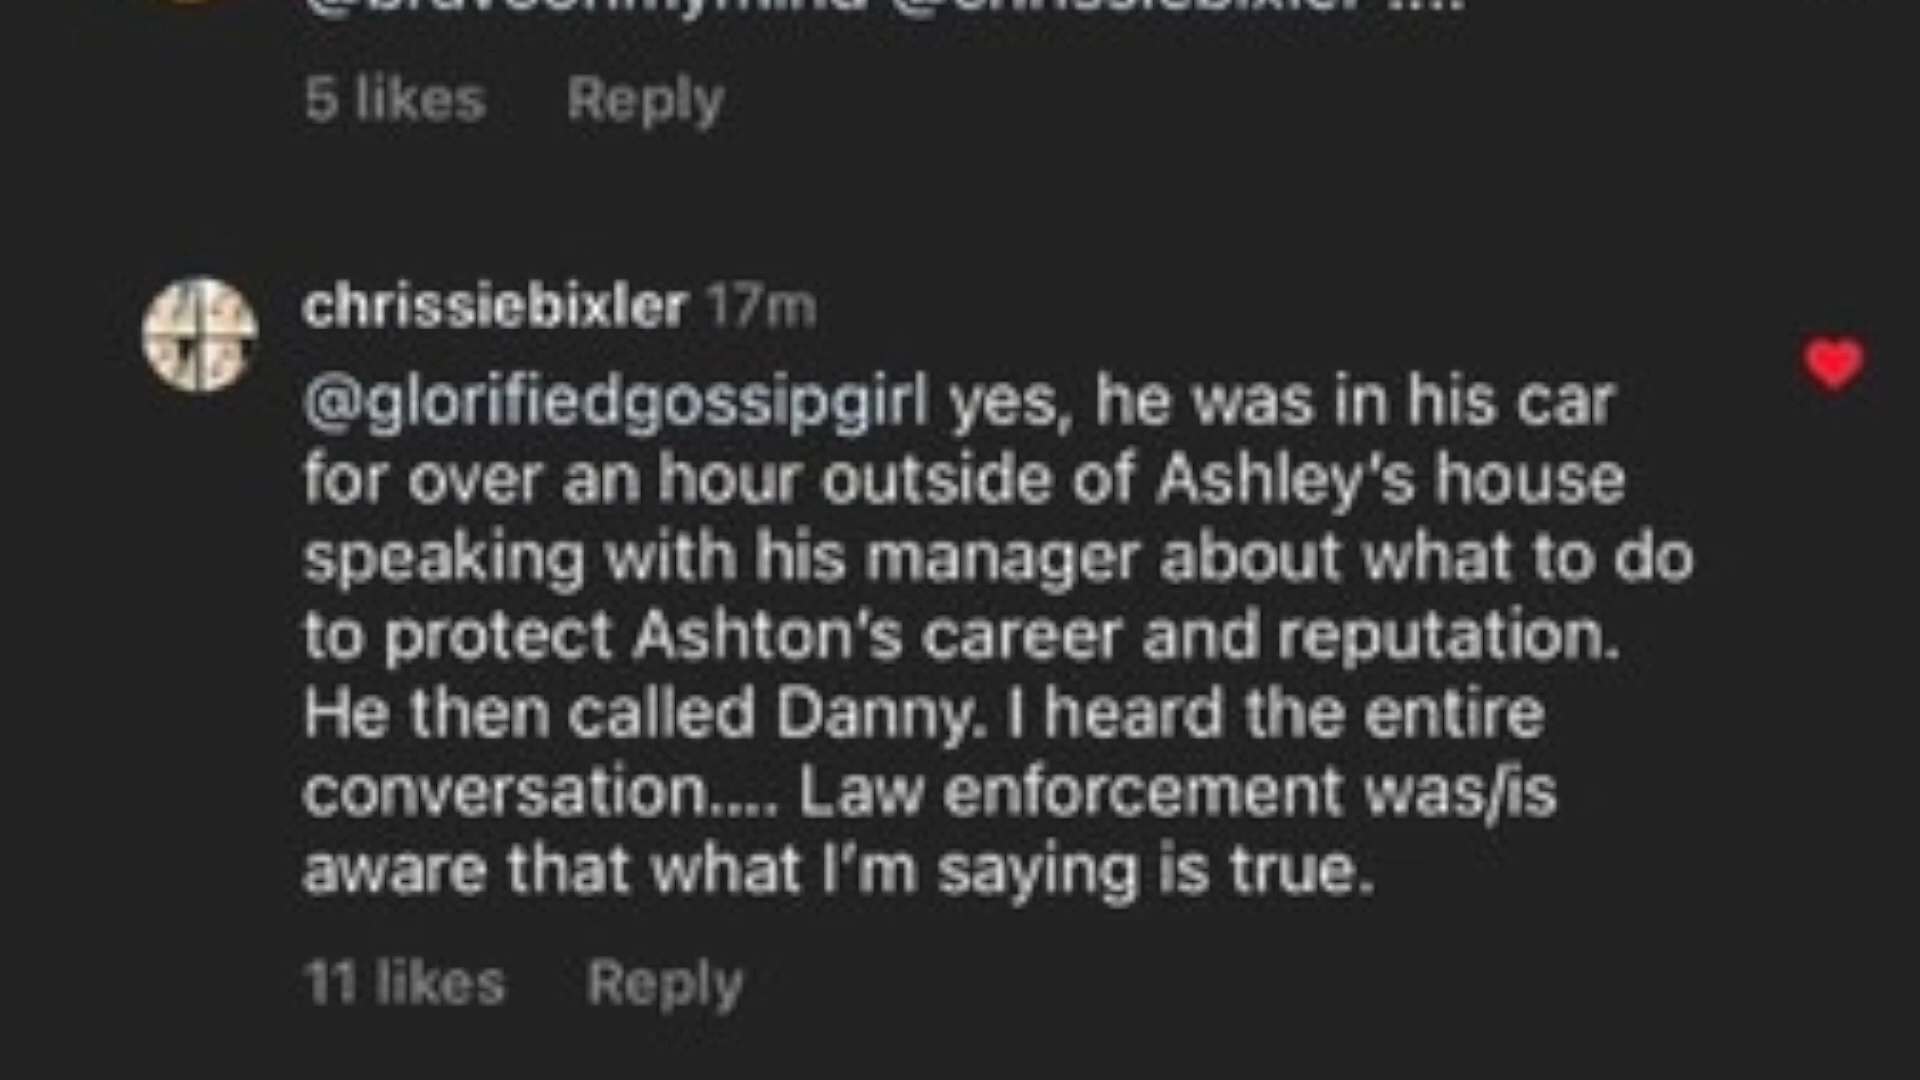 @bravoonmymind @chrissiebixler ....
5 likes Reply
chrissiebixler 17m
@glorifiedgossipgirl yes, he was in his car
for over an hour outside of Ashley's house
speaking with his manager about what to do
to protect Ashton's career and reputation.
He then called Danny. I heard the entire
conversation.... Law enforcement was/is
aware that what I'm saying is true.
11 likes Reply